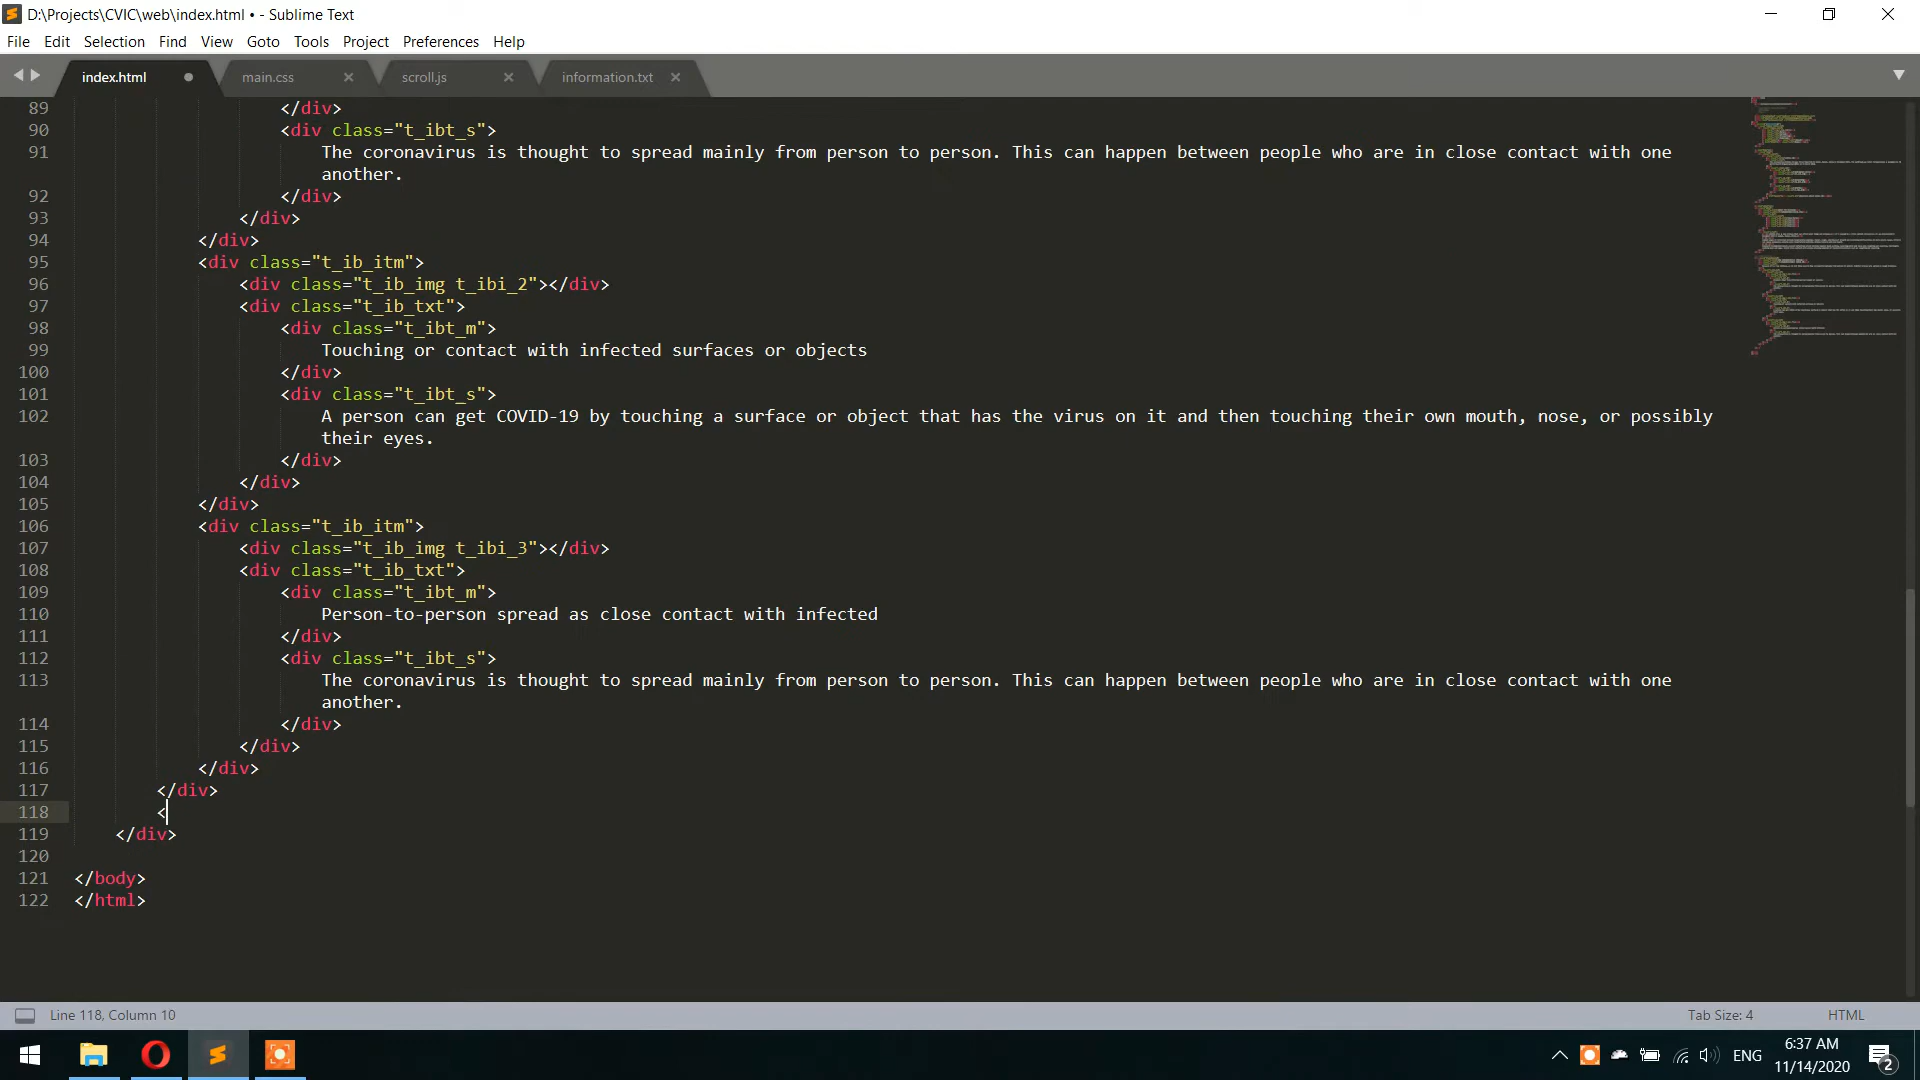 D:\Projects\CVIC\web\index.html • - Sublime Text
File Edit Selection Find View Goto Tools Project Preferences Help
index.html main.css scroll.js information.txt
89 </div>
90 <div class="t_ibt_s">
91 The coronavirus is thought to spread mainly from person to person. This can happen between people who are in close contact with one
another.
92 </div>
93 </div>
94 </div>
95 <div class="t_ib_itm">
96 <div class="t_ib_img t_ibi_2"></div>
97 <div class="t_ib_txt">
98 <div class="t_ibt_m">
99 Touching or contact with infected surfaces or objects
100 </div>
101 <div class="t_ibt_s">
102 A person can get COVID-19 by touching a surface or object that has the virus on it and then touching their own mouth, nose, or possibly
their eyes.
103 </div>
104 </div>
105 </div>
106 <div class="t_ib_itm">
107 <div class="t_ib_img t_ibi_3"></div>
108 <div class="t_ib_txt">
109 <div class="t_ibt_m">
110 Person-to-person spread as close contact with infected
111 </div>
112 <div class="t_ibt_s">
113 The coronavirus is thought to spread mainly from person to person. This can happen between people who are in close contact with one
another.
114 </div>
115 </div>
116 </div>
117 </div>
118 <
119 </div>
120
121 </body>
122 </html>
Line 118, Column 10 Tab Size: 4 HTML
ENG 6:37 AM
11/14/2020 2